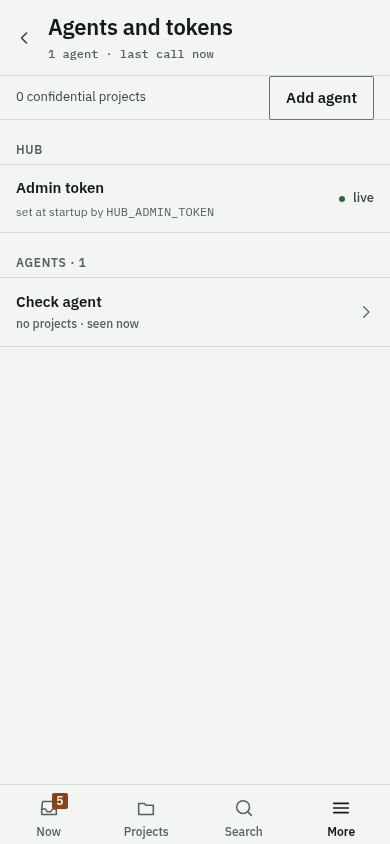 Agents and tokens
1 agent · last call now
0 confidential projects
Add agent
HUB
Admin token
set at startup by HUB_ADMIN_TOKEN
live
AGENTS · 1
Check agent
no projects · seen now
5
Now
Projects
Search
More